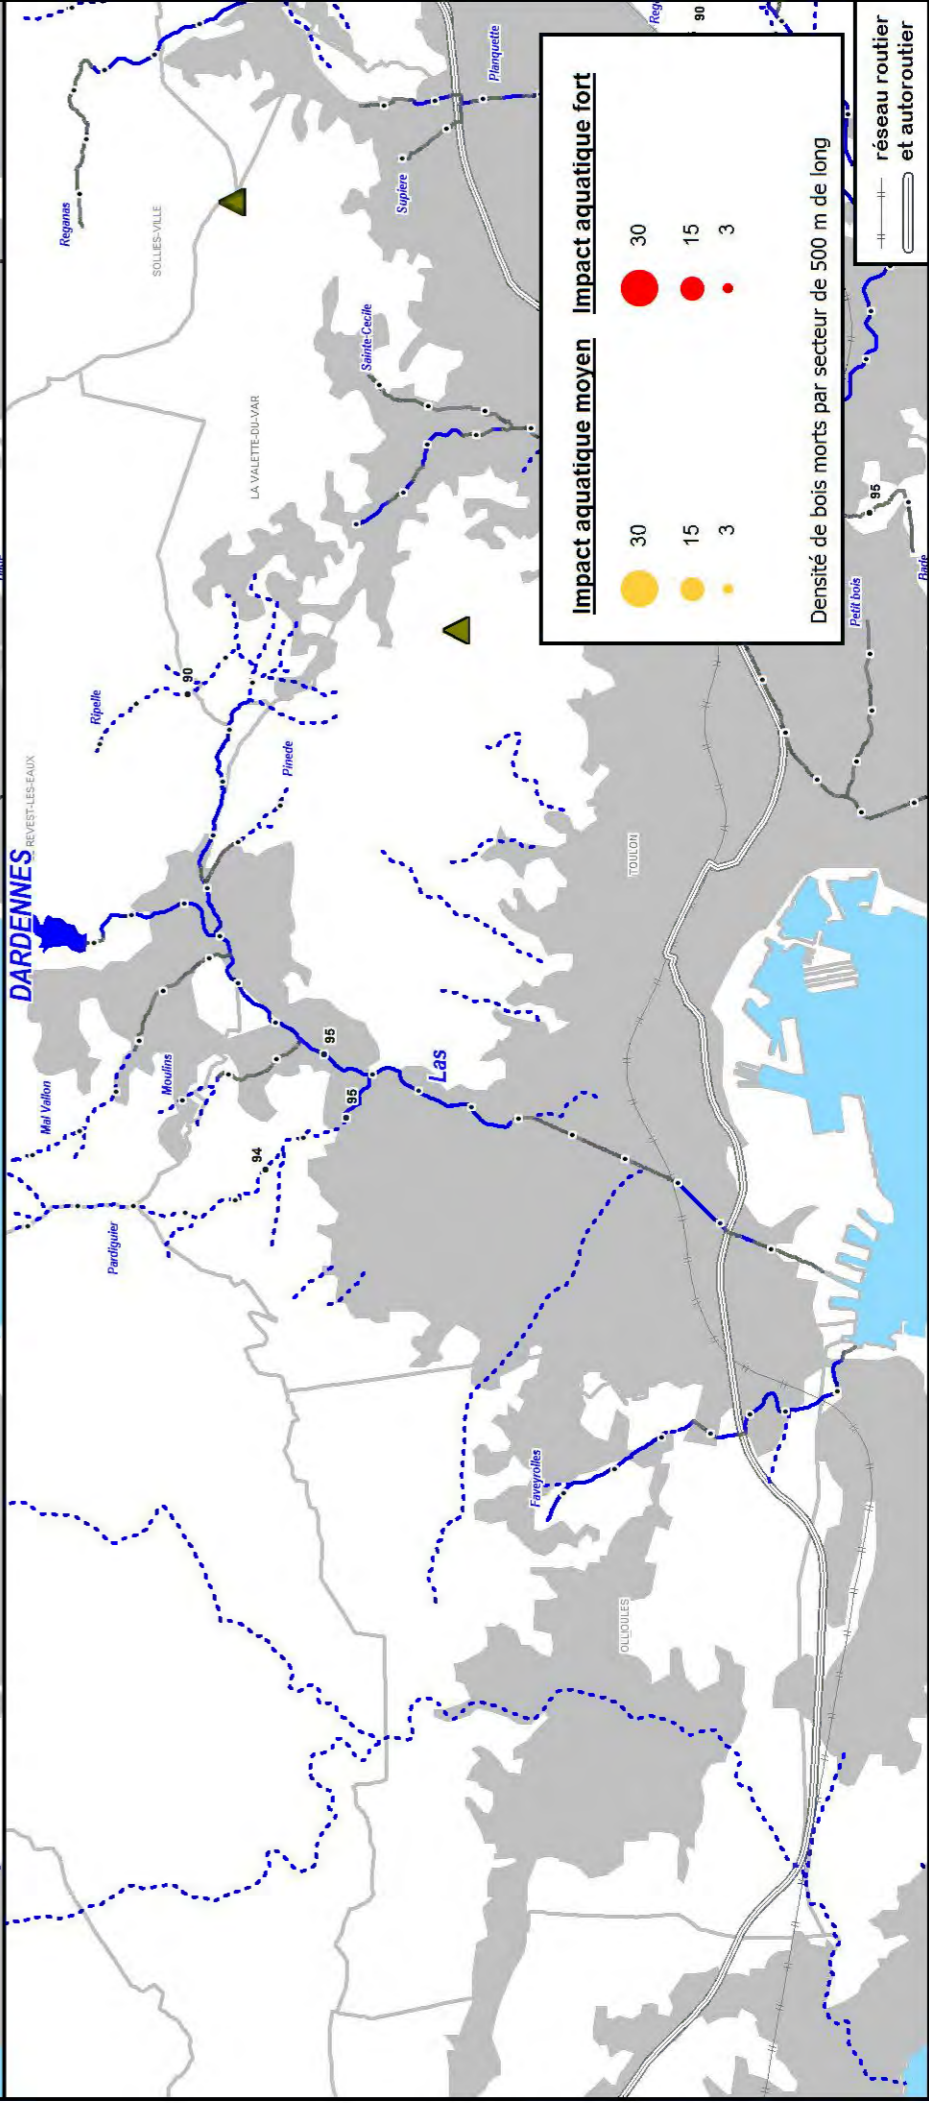 DARDENNES
REVEST-LES-EAUX
Mal Vallon
Moulins
Pardiguier
94
95
95
Las
Ripelle
90
Pinede
LA VALETTE-DU-VAR
Sainte-Cecile
SOLLIES-VILLE
Reganas
Supiere
Planquette
90
Faveyrolles
OLLIOULES
TOULON
Petit bois
95
Bade
Impact aquatique moyen
30
15
3
Impact aquatique fort
30
15
3
Densité de bois morts par secteur de 500 m de long
réseau routier
et autoroutier